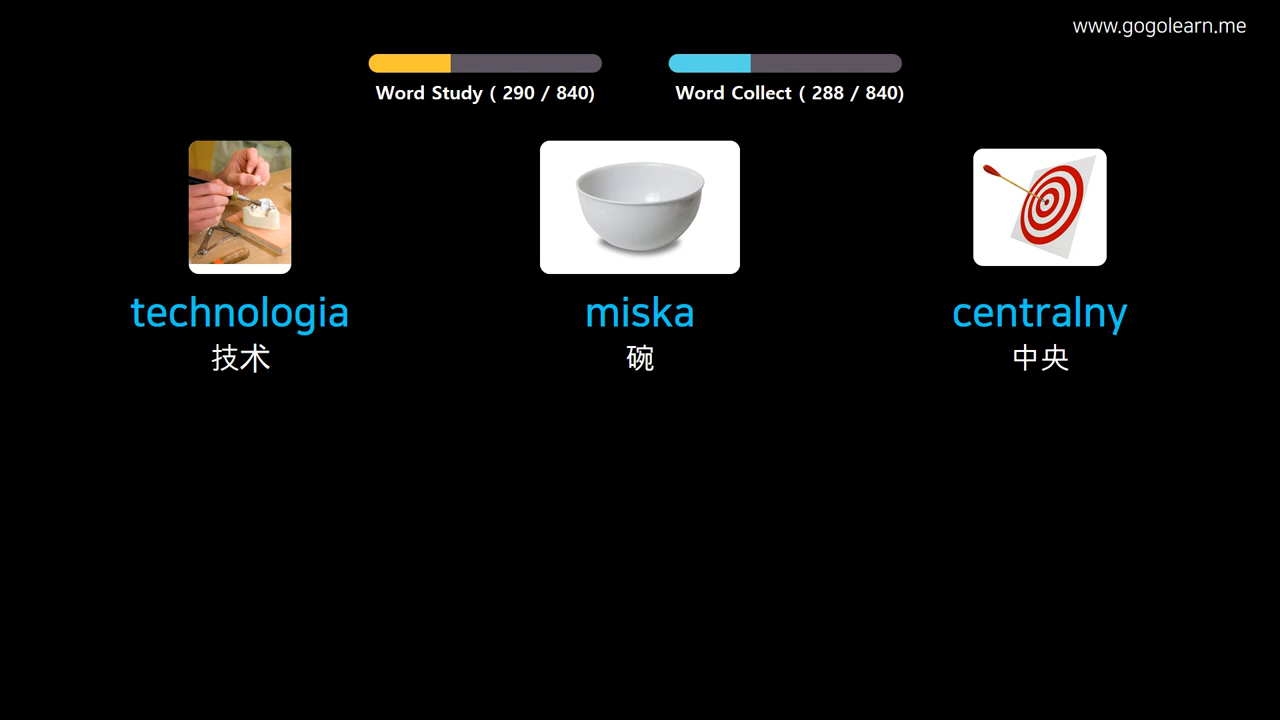 www.gogolearn.me
Word Study ( 290 / 840)
Word Collect ( 288 / 840)
technologia
技术
miska
碗
centralny
中央